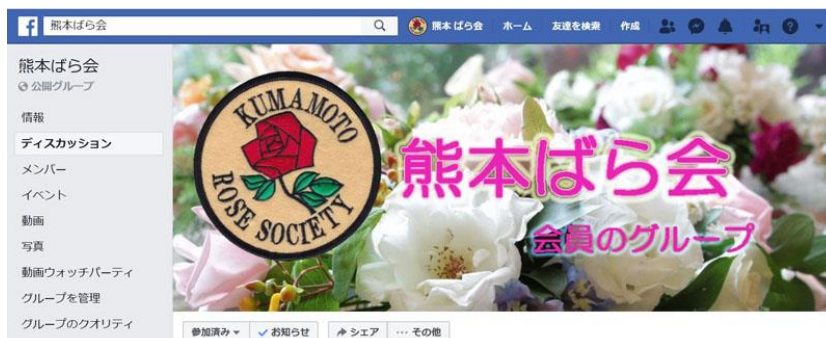 熊本ばら会
熊本 ばら会
ホーム
友達を検索
作成
熊本ばら会
公開グループ
情報
ディスカッション
メンバー
イベント
動画
写真
動画ウォッチパーティ
グループを管理
グループのクオリティ
KUMAMOTO
ROSE SOCIETY
熊本ばら会
会員のグループ
参加済み
お知らせ
シェア
… その他